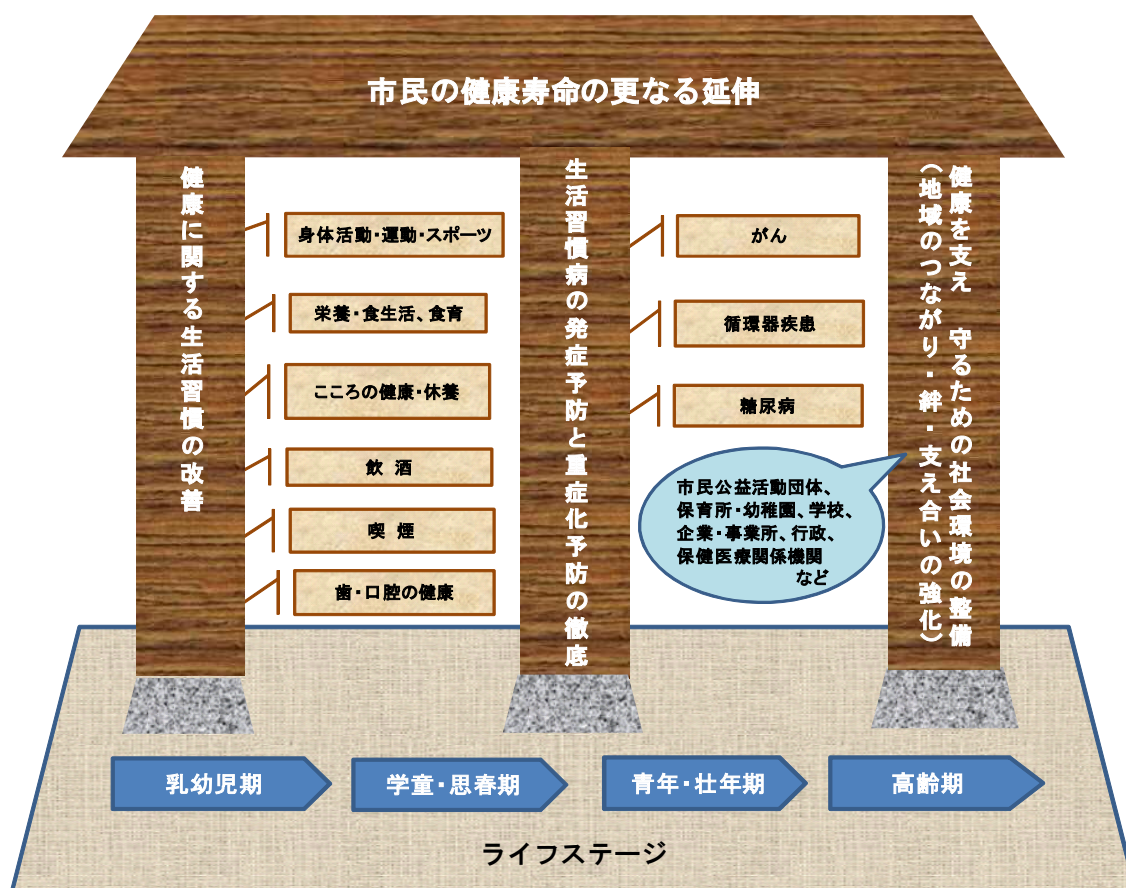 市民の健康寿命の更なる延伸
健康に関する生活習慣の改善
身体活動・運動・スポーツ
栄養・食生活、食育
こころの健康・休養
飲 酒
喫 煙
歯・口腔の健康
生活習慣病の発症予防と重症化予防の徹底
がん
循環器疾患
糖尿病
健康を支え 守るための社会環境の整備
（地域のつながり・絆・支え合いの強化）
市民公益活動団体、
保育所・幼稚園、学校、
企業・事業所、行政、
保健医療関係機関
など
乳幼児期
学童・思春期
青年・壮年期
高齢期
ライフステージ